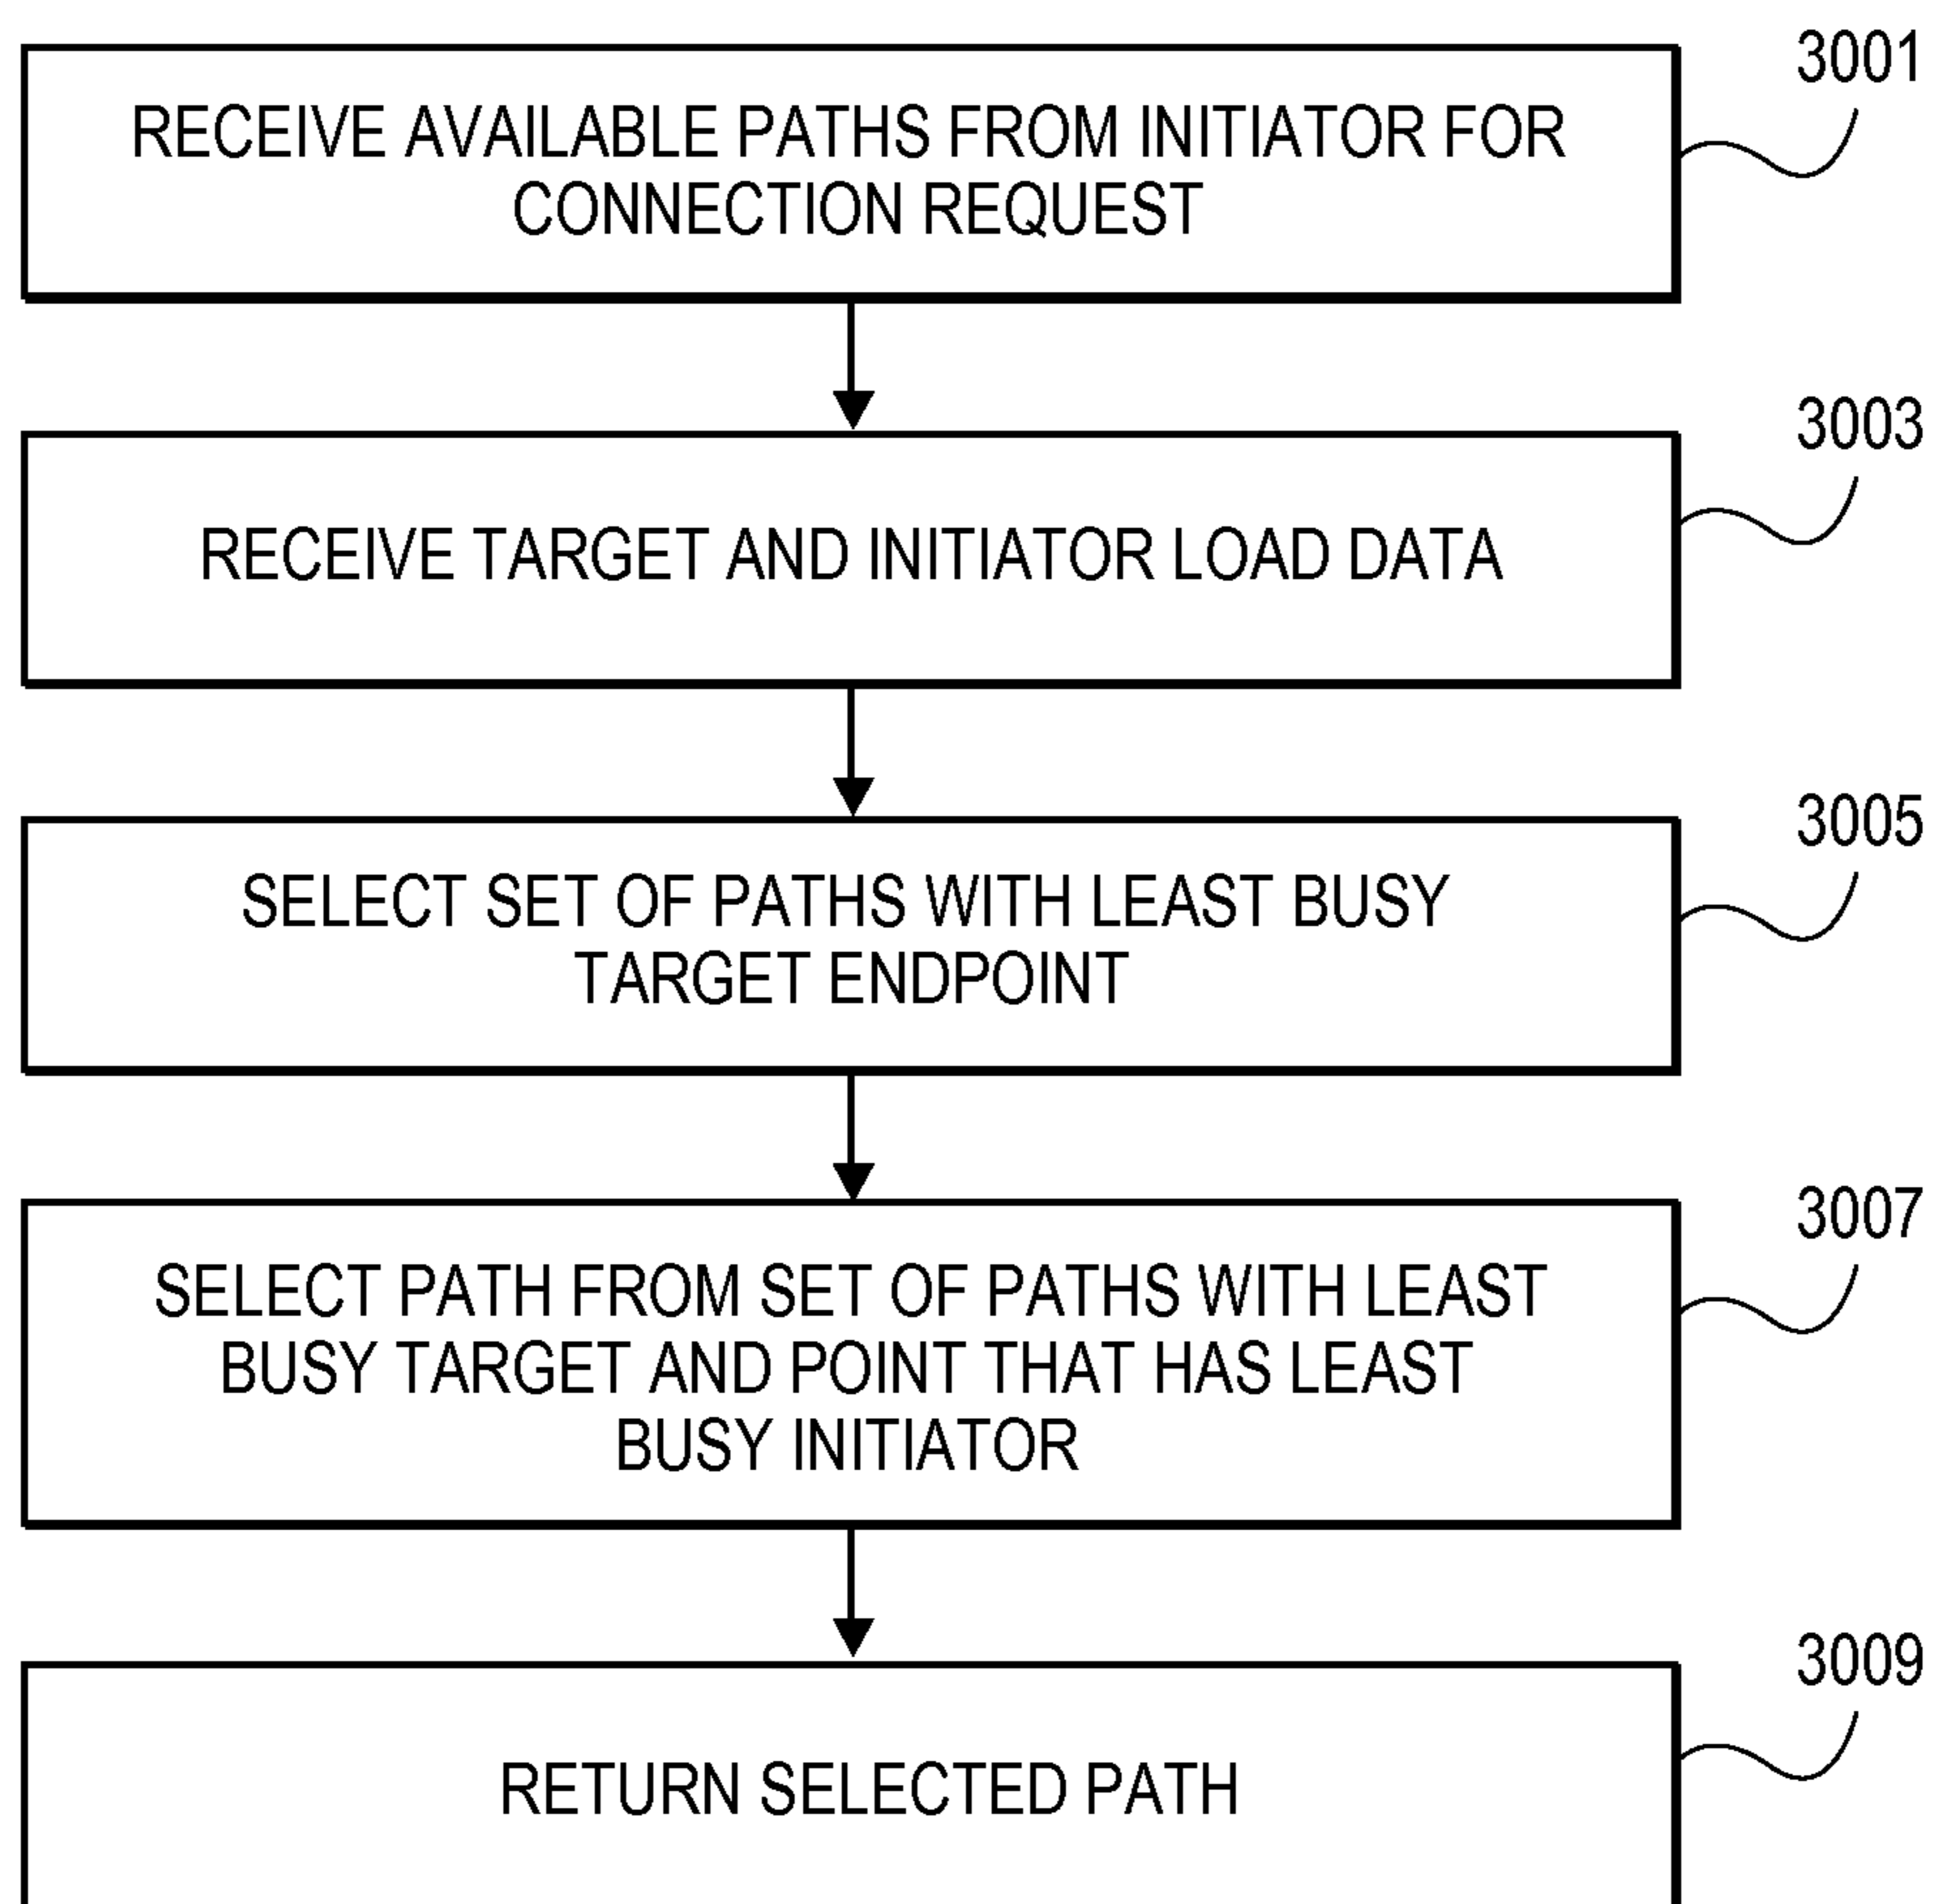 3001
RECEIVE AVAILABLE PATHS FROM INITIATOR FOR
CONNECTION REQUEST
3003
RECEIVE TARGET AND INITIATOR LOAD DATA
3005
SELECT SET OF PATHS WITH LEAST BUSY
TARGET ENDPOINT
3007
SELECT PATH FROM SET OF PATHS WITH LEAST
BUSY TARGET AND POINT THAT HAS LEAST
BUSY INITIATOR
3009
RETURN SELECTED PATH